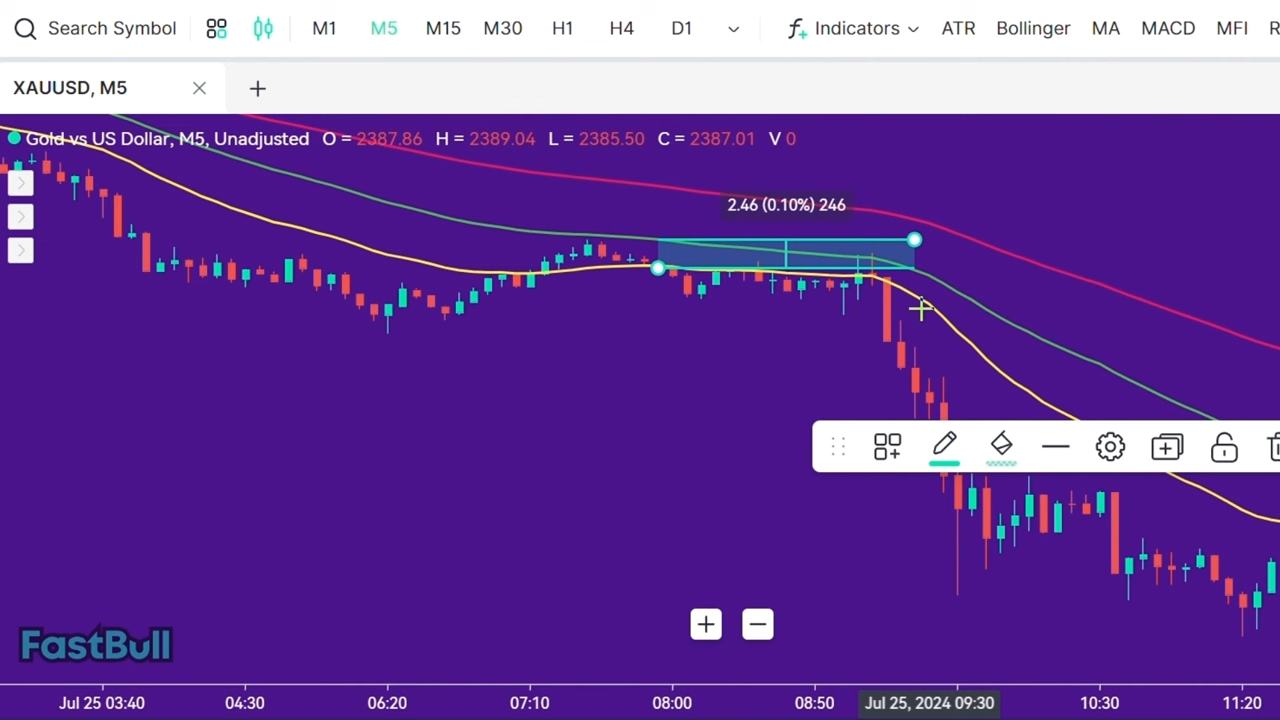 Search Symbol M1 M5 M15 M30 H1 H4 D1 Indicators ATR Bollinger MA MACD MFI R
XAUUSD, M5
Gold vs US Dollar, M5, Unadjusted O = 2387.86 H = 2389.04 L = 2385.50 C = 2387.01 V 0
2.46 (0.10%) 246
FastBull
Jul 25 03:40 04:30 06:20 07:10 08:00 08:50 Jul 25, 2024 09:30 10:30 11:20